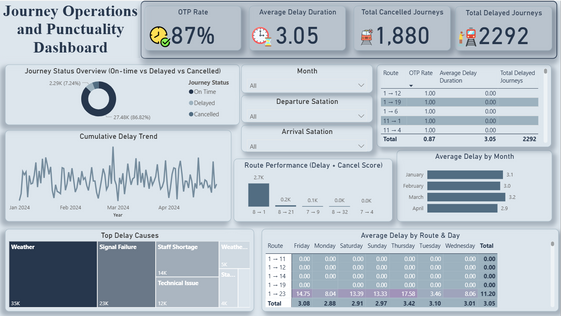 Journey Operations
and Punctuality
Dashboard
OTP Rate
87%
Average Delay Duration
3.05
Total Cancelled Journeys
1,880
Total Delayed Journeys
2292
Journey Status Overview (On-time vs Delayed vs Cancelled)
2.29K (7.24%)
27.48K (86.82%)
Journey Status
On Time
Delayed
Cancelled
Month
All
Departure Satation
All
Arrival Satation
All
Route OTP Rate Average Delay Duration Total Delayed Journeys
1 → 12 1.00 0.00
1 → 19 1.00 0.00
1 → 6 1.00 0.00
11 → 1 1.00 0.00
11 → 4 1.00 0.00
Total 0.87 3.05 2292
Cumulative Delay Trend
Jan 2024 Feb 2024 Mar 2024 Apr 2024
Year
Route Performance (Delay + Cancel Score)
2.7K 0.2K 0.1K 0.0K 0.0K
8 → 1 8 → 21 7 → 9 8 → 32 7 → 4
Average Delay by Month
January 3.1
February 3.0
March 3.2
April 2.9
Top Delay Causes
Weather
33K
Signal Failure
23K
Staff Shortage
14K
Technical Issue
12K
Weathe...
Sta...
Average Delay by Route & Day
Route Friday Monday Saturday Sunday Thursday Tuesday Wednesday Total
1 → 11 0.00 0.00 0.00 0.00 0.00 0.00 0.00 0.00
1 → 12 0.00 0.00 0.00 0.00 0.00 0.00 0.00 0.00
1 → 14 0.00 0.00 0.00 0.00 0.00 0.00 0.00 0.00
1 → 19 0.00 0.00 0.00 0.00 0.00 0.00 0.00 0.00
1 → 23 14.75 8.04 13.39 13.33 17.58 3.46 8.06 11.20
Total 3.08 2.88 2.91 2.97 3.42 3.10 3.01 3.05